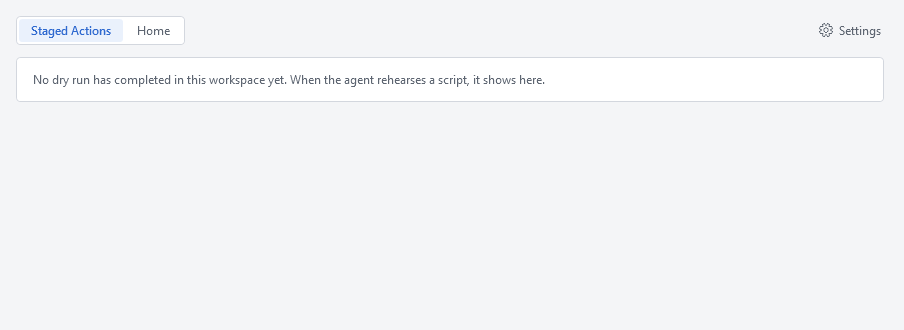 Staged Actions
Home
Settings
No dry run has completed in this workspace yet. When the agent rehearses a script, it shows here.